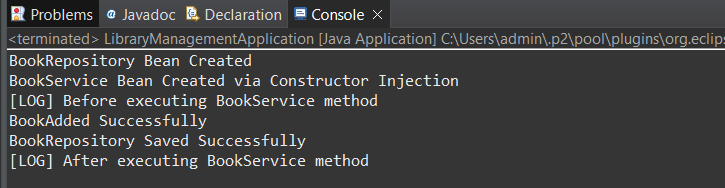 Problems @ Javadoc Declaration Console
<terminated> LibraryManagementApplication [Java Application] C:\Users\admin\.p2\pool\plugins\org.eclips
BookRepository Bean Created
BookService Bean Created via Constructor Injection
[LOG] Before executing BookService method
BookAdded Successfully
BookRepository Saved Successfully
[LOG] After executing BookService method